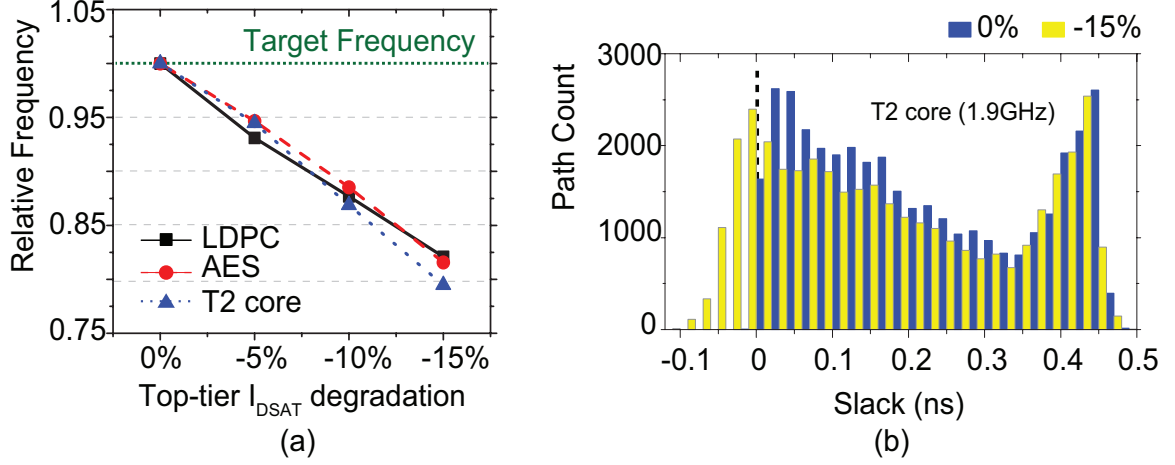 1.05
Target Frequency
0.95
0.85
0.75
Relative Frequency
LDPC
AES
T2 core
0% -5% -10% -15%
Top-tier I_DSAT degradation
(a)
0% -15%
3000
2000
1000
0
Path Count
T2 core (1.9GHz)
-0.1 0 0.1 0.2 0.3 0.4 0.5
Slack (ns)
(b)